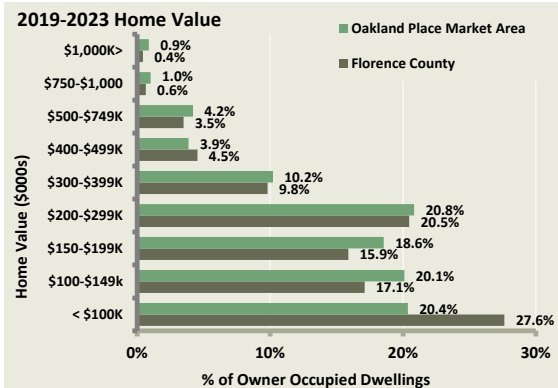 2019-2023 Home Value
Oakland Place Market Area
Florence County
Home Value ($000s)
$1,000K> 0.9% 0.4%
$750-$1,000 1.0% 0.6%
$500-$749K 4.2% 3.5%
$400-$499K 3.9% 4.5%
$300-$399K 10.2% 9.8%
$200-$299K 20.8% 20.5%
$150-$199K 18.6% 15.9%
$100-$149k 20.1% 17.1%
< $100K 20.4% 27.6%
0% 10% 20% 30%
% of Owner Occupied Dwellings